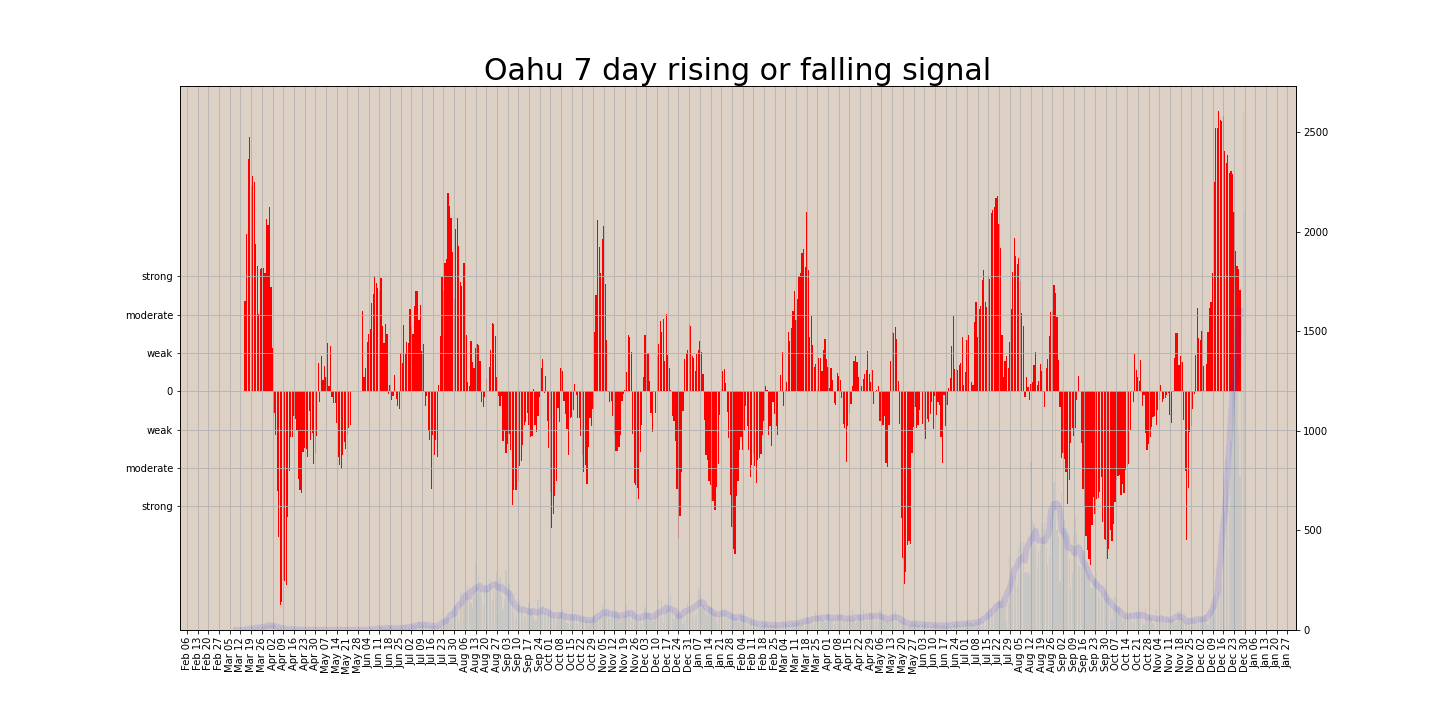 Oahu 7 day rising or falling signal
strong
moderate
weak
0
weak
moderate
strong
2500
2000
1500
1000
500
0
Feb 06
Feb 13
Feb 20
Feb 27
Mar 05
Mar 12
Mar 19
Mar 26
Apr 02
Apr 09
Apr 16
Apr 23
Apr 30
May 07
May 14
May 21
May 28
Jun 04
Jun 11
Jun 18
Jun 25
Jul 02
Jul 09
Jul 16
Jul 23
Jul 30
Aug 06
Aug 13
Aug 20
Aug 27
Sep 03
Sep 10
Sep 17
Sep 24
Oct 01
Oct 08
Oct 15
Oct 22
Oct 29
Nov 05
Nov 12
Nov 19
Nov 26
Dec 03
Dec 10
Dec 17
Dec 24
Dec 31
Jan 07
Jan 14
Jan 21
Jan 28
Feb 04
Feb 11
Feb 18
Feb 25
Mar 04
Mar 11
Mar 18
Mar 25
Apr 01
Apr 08
Apr 15
Apr 22
Apr 29
May 06
May 13
May 20
May 27
Jun 03
Jun 10
Jun 17
Jun 24
Jul 01
Jul 08
Jul 15
Jul 22
Jul 29
Aug 05
Aug 12
Aug 19
Aug 26
Sep 02
Sep 09
Sep 16
Sep 23
Sep 30
Oct 07
Oct 14
Oct 21
Oct 28
Nov 04
Nov 11
Nov 18
Nov 25
Dec 02
Dec 09
Dec 16
Dec 23
Dec 30
Jan 06
Jan 13
Jan 20
Jan 27